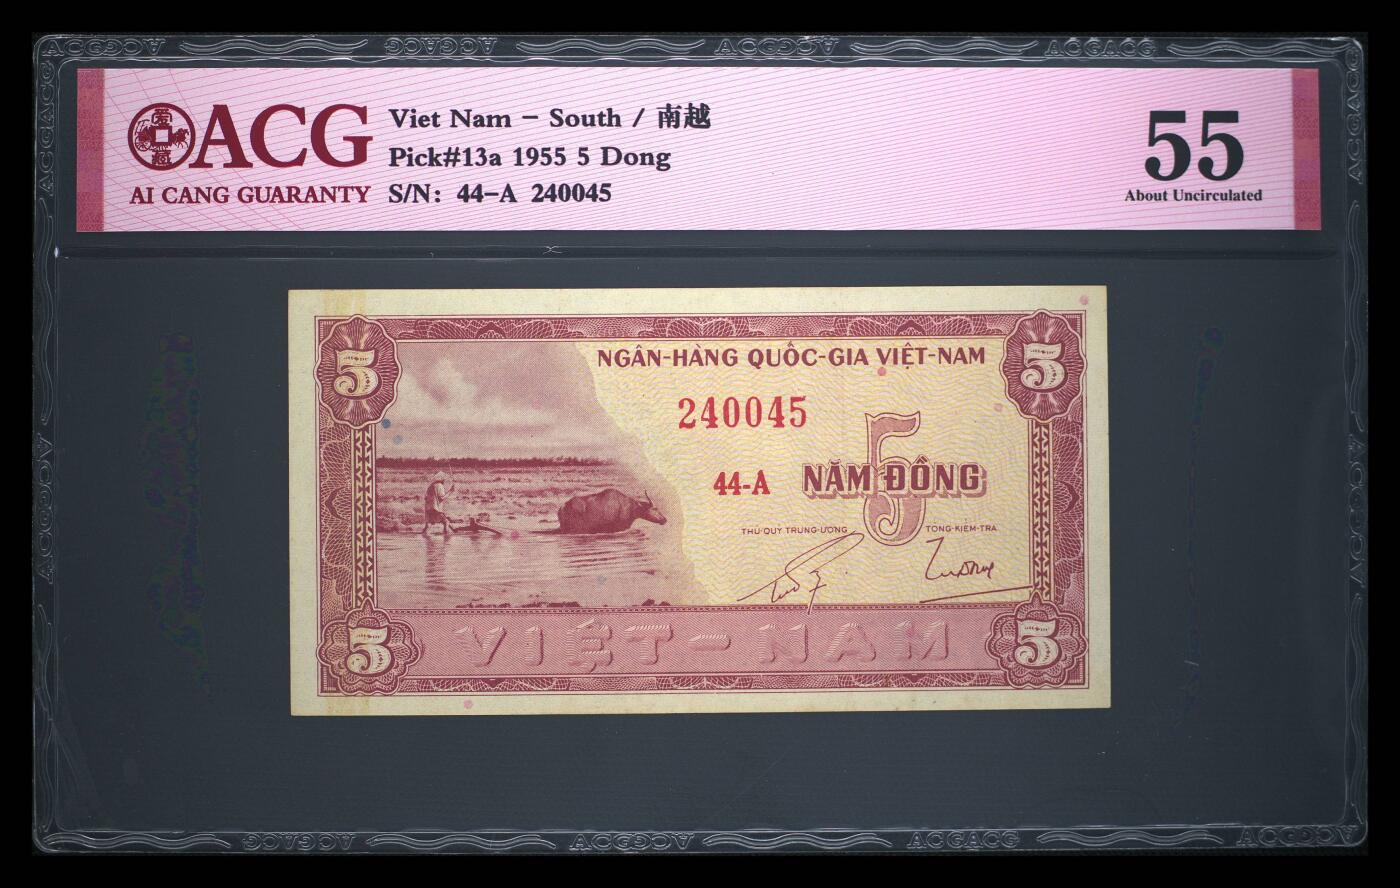 ACG
AI CANG GUARANTY
Viet Nam – South / 南越
Pick#13a 1955 5 Dong
S/N: 44–A 240045
55
About Uncirculated
5
5
NGÂN-HÀNG QUỐC-GIA VIỆT-NAM
240045
5
44-A
NĂM ĐỒNG
THỦ-QUỸ TRUNG-ƯƠNG
TỔNG-KIỂM-TRA
VIỆT-NAM
5
5